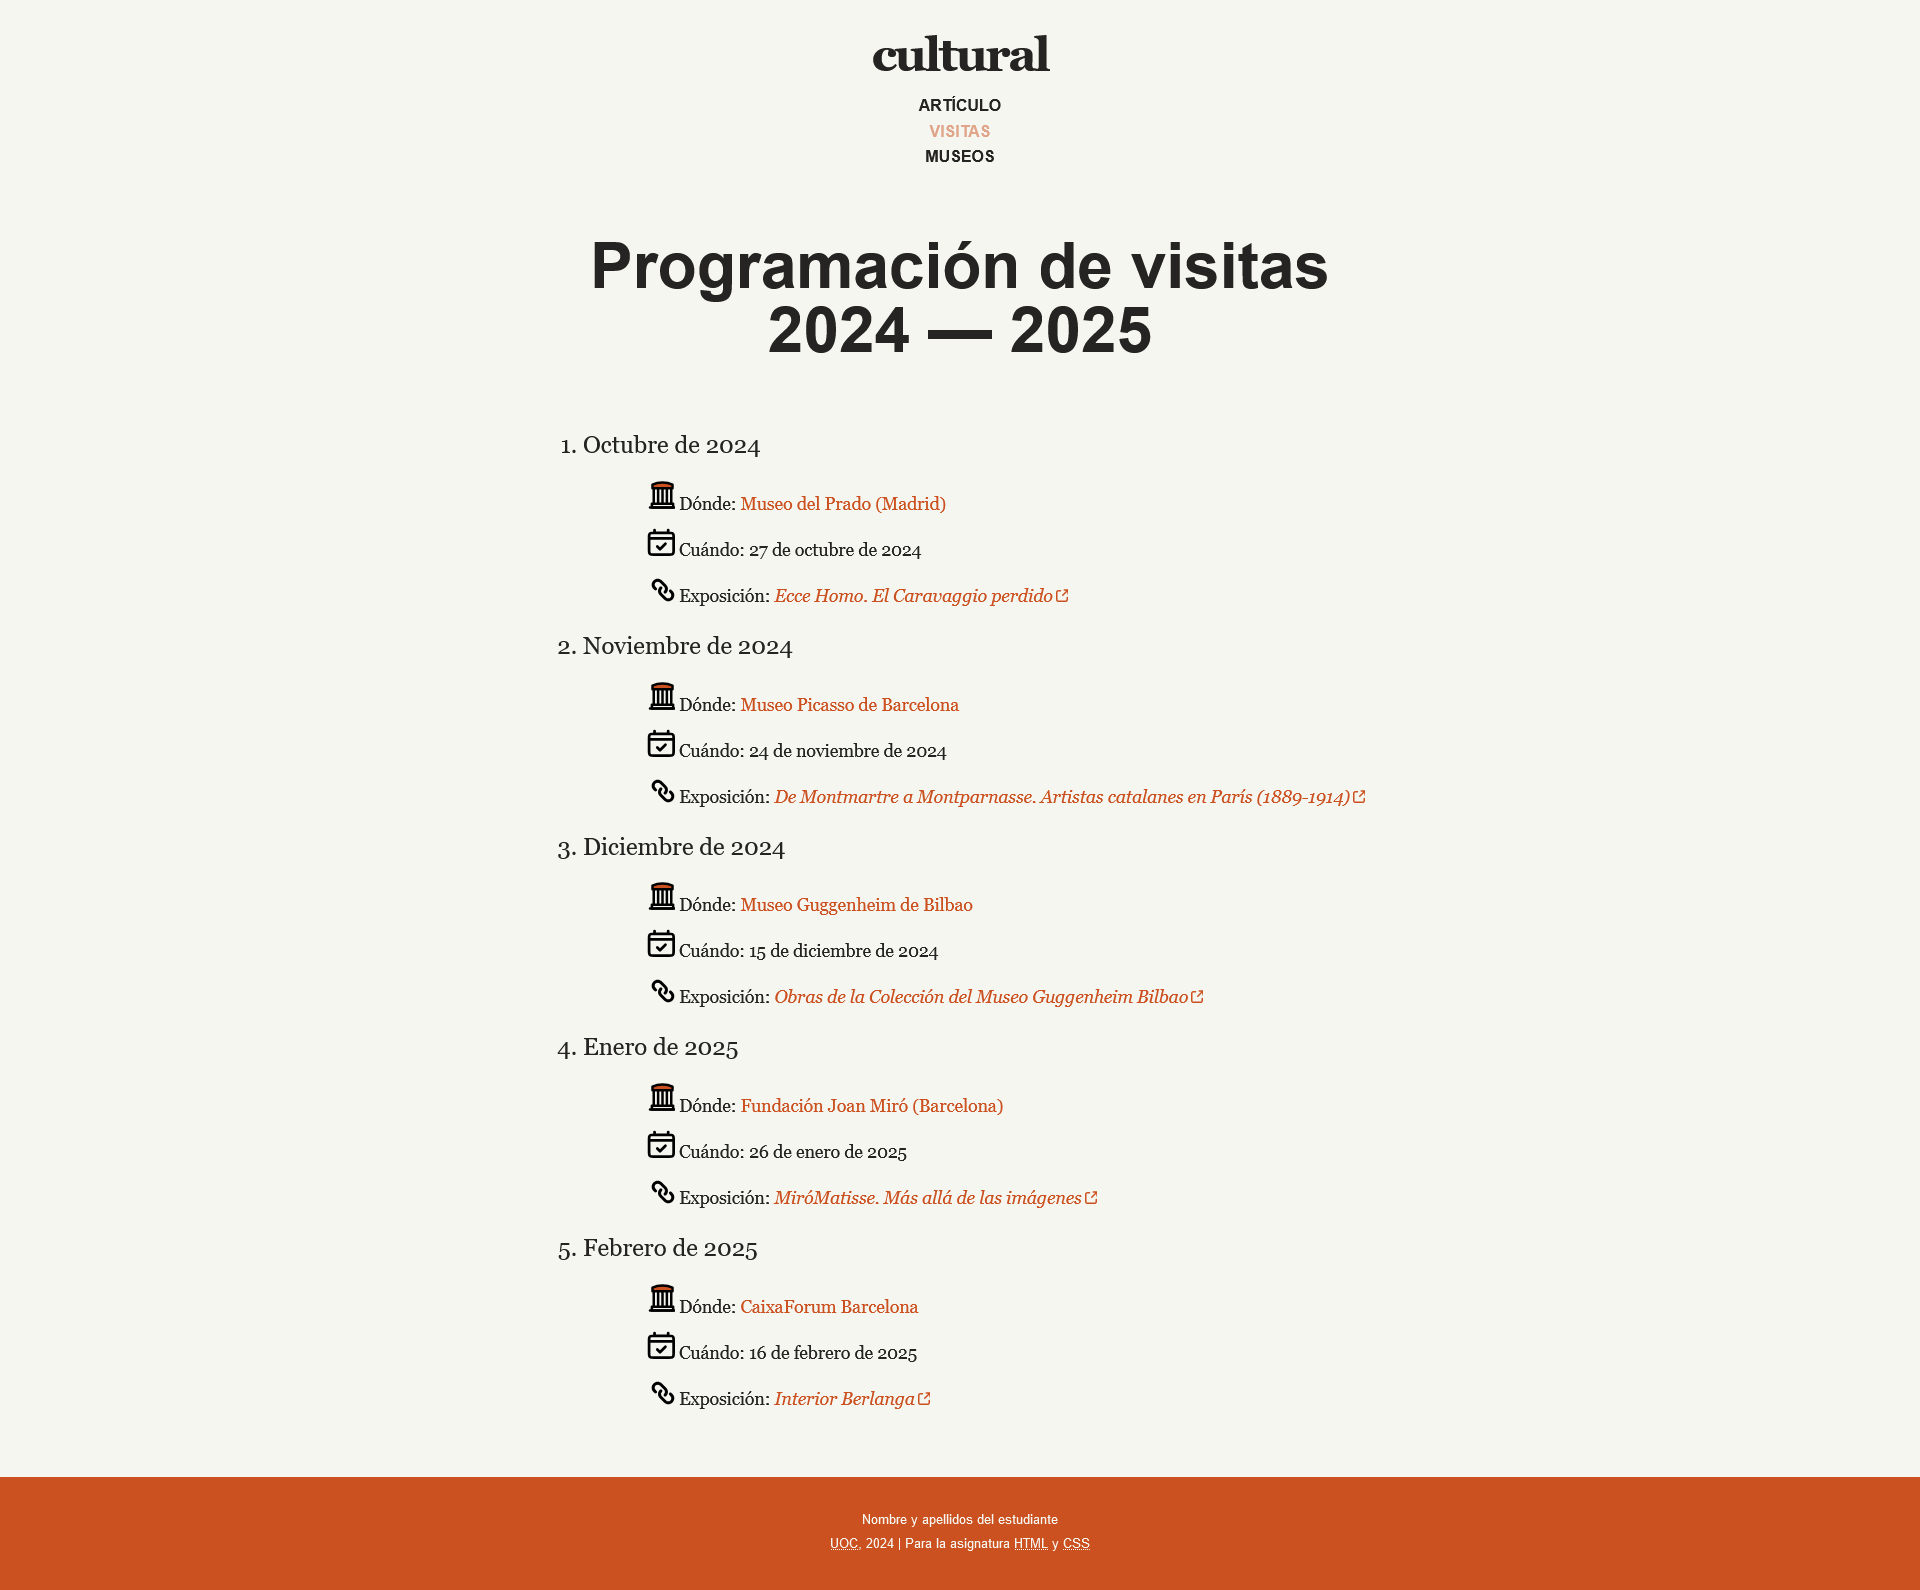 cultural
ARTÍCULO
VISITAS
MUSEOS
Programación de visitas
2024 — 2025
1. Octubre de 2024
Dónde: Museo del Prado (Madrid)
Cuándo: 27 de octubre de 2024
Exposición: Ecce Homo. El Caravaggio perdido
2. Noviembre de 2024
Dónde: Museo Picasso de Barcelona
Cuándo: 24 de noviembre de 2024
Exposición: De Montmartre a Montparnasse. Artistas catalanes en París (1889-1914)
3. Diciembre de 2024
Dónde: Museo Guggenheim de Bilbao
Cuándo: 15 de diciembre de 2024
Exposición: Obras de la Colección del Museo Guggenheim Bilbao
4. Enero de 2025
Dónde: Fundación Joan Miró (Barcelona)
Cuándo: 26 de enero de 2025
Exposición: MiróMatisse. Más allá de las imágenes
5. Febrero de 2025
Dónde: CaixaForum Barcelona
Cuándo: 16 de febrero de 2025
Exposición: Interior Berlanga
Nombre y apellidos del estudiante
UOC, 2024 | Para la asignatura HTML y CSS